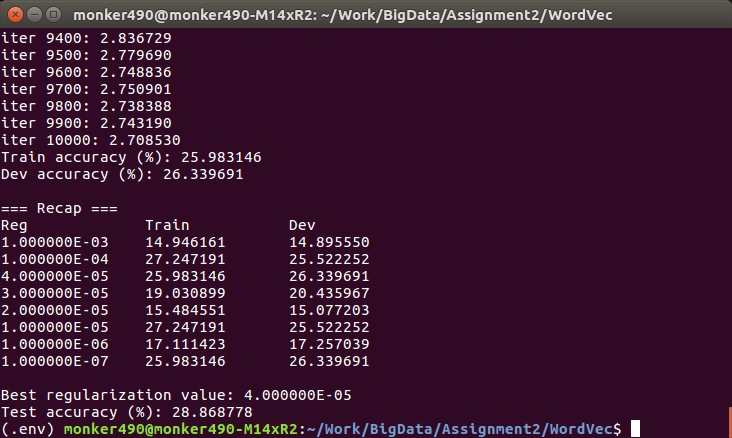 monker490@monker490-M14xR2: ~/Work/BigData/Assignment2/WordVec
iter 9400: 2.836729
iter 9500: 2.779690
iter 9600: 2.748836
iter 9700: 2.750901
iter 9800: 2.738388
iter 9900: 2.743190
iter 10000: 2.708530
Train accuracy (%): 25.983146
Dev accuracy (%): 26.339691
=== Recap ===
Reg Train Dev
1.000000E-03 14.946161 14.895550
1.000000E-04 27.247191 25.522252
4.000000E-05 25.983146 26.339691
3.000000E-05 19.030899 20.435967
2.000000E-05 15.484551 15.077203
1.000000E-05 27.247191 25.522252
1.000000E-06 17.111423 17.257039
1.000000E-07 25.983146 26.339691
Best regularization value: 4.000000E-05
Test accuracy (%): 28.868778
(.env) monker490@monker490-M14xR2:~/Work/BigData/Assignment2/WordVec$